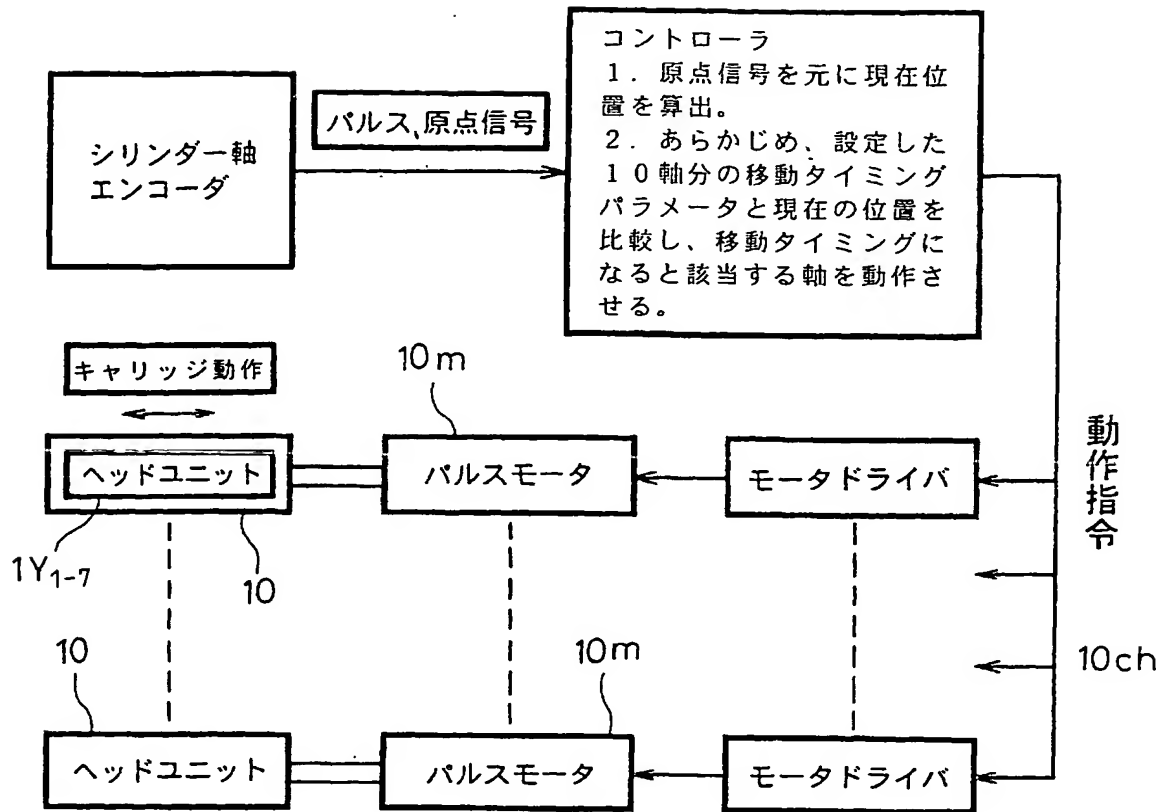 シリンダー軸
エンコーダ
パルス、原点信号
コントローラ
1．原点信号を元に現在位
置を算出。
2．あらかじめ、設定した
10軸分の移動タイミング
パラメータと現在の位置を
比較し、移動タイミングに
なると該当する軸を動作さ
せる。
キャリッジ動作
10m
ヘッドユニット
パルスモータ
モータドライバ
動作指令
1Y1-7
10
10
10m
10ch
ヘッドユニット
パルスモータ
モータドライバ